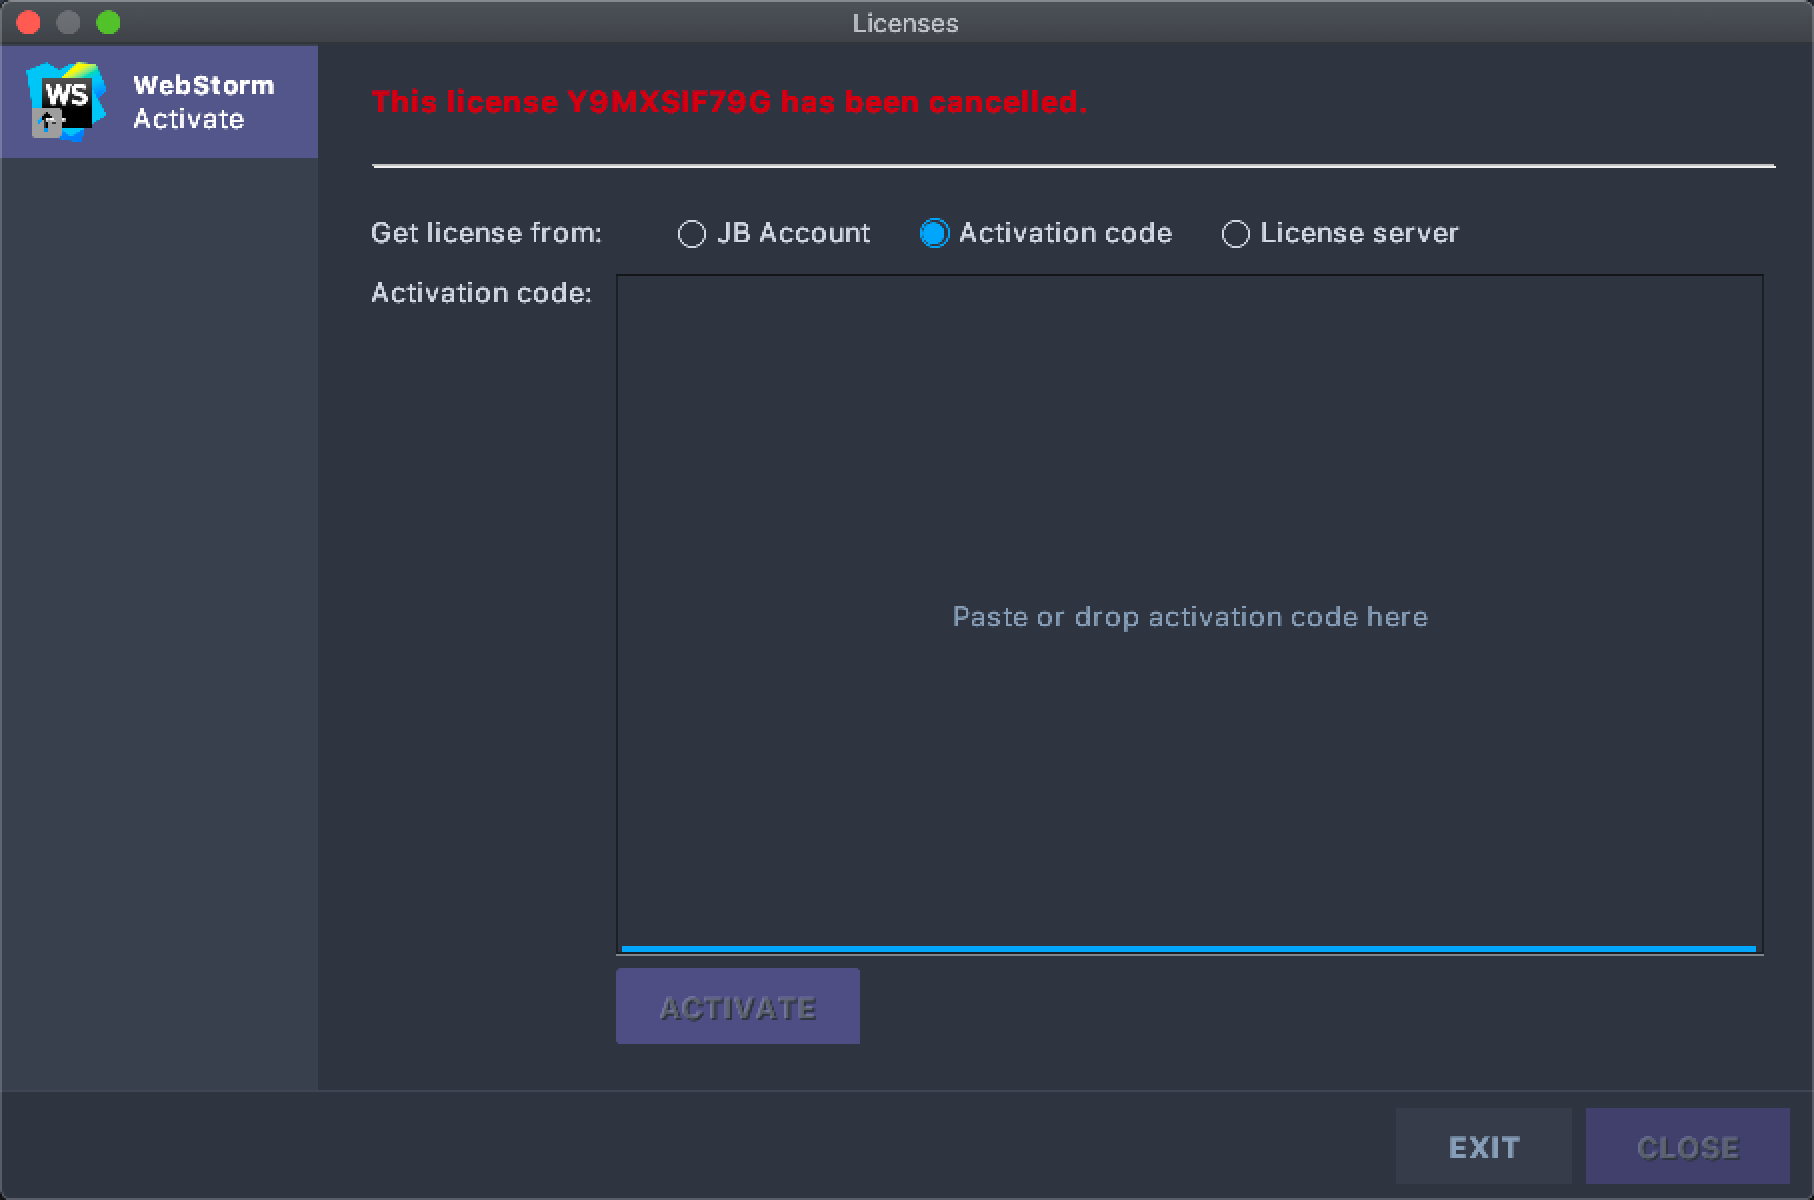 Licenses
WS
WebStorm
Activate
This license Y9MXSIF79G has been cancelled.
Get license from: JB Account Activation code License server
Activation code:
Paste or drop activation code here
ACTIVATE
EXIT CLOSE